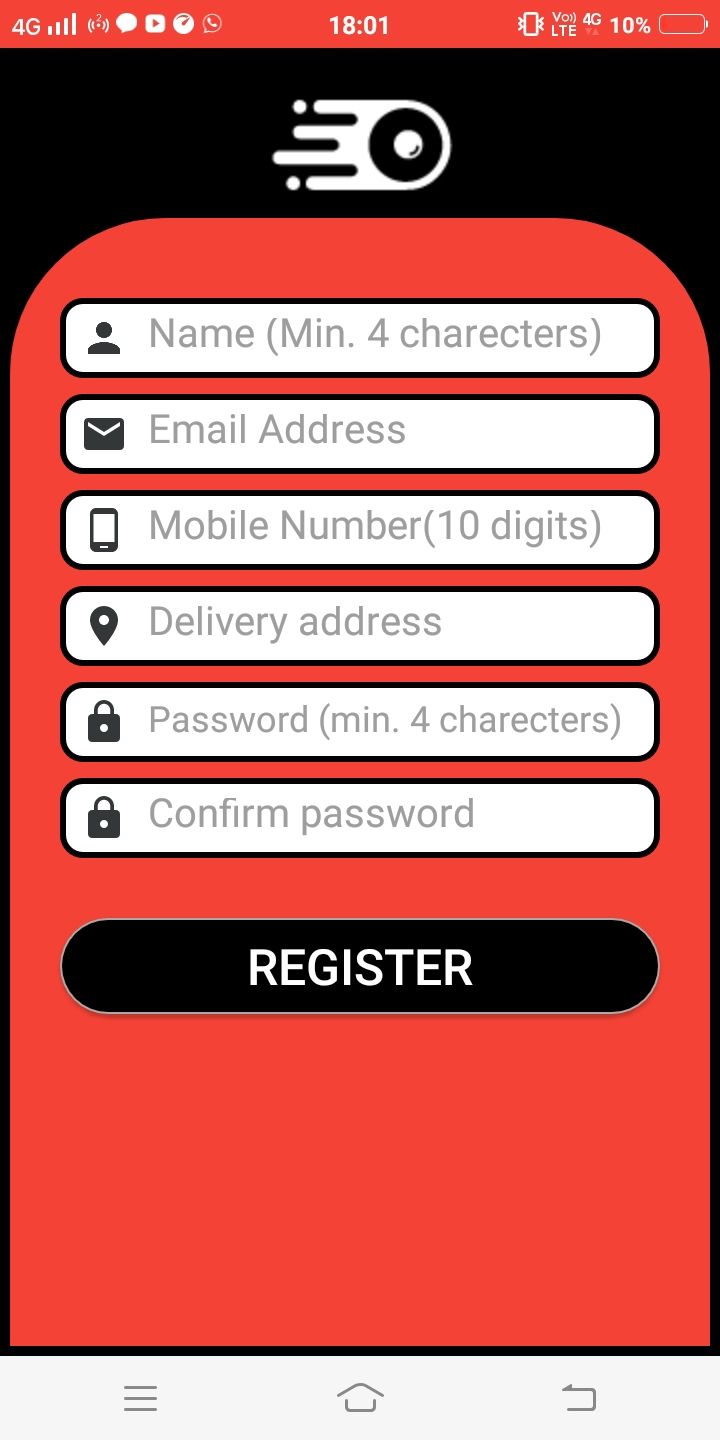 4G 2 18:01 Vo)) LTE 4G 10%
Name (Min. 4 charecters)
Email Address
Mobile Number(10 digits)
Delivery address
Password (min. 4 charecters)
Confirm password
REGISTER